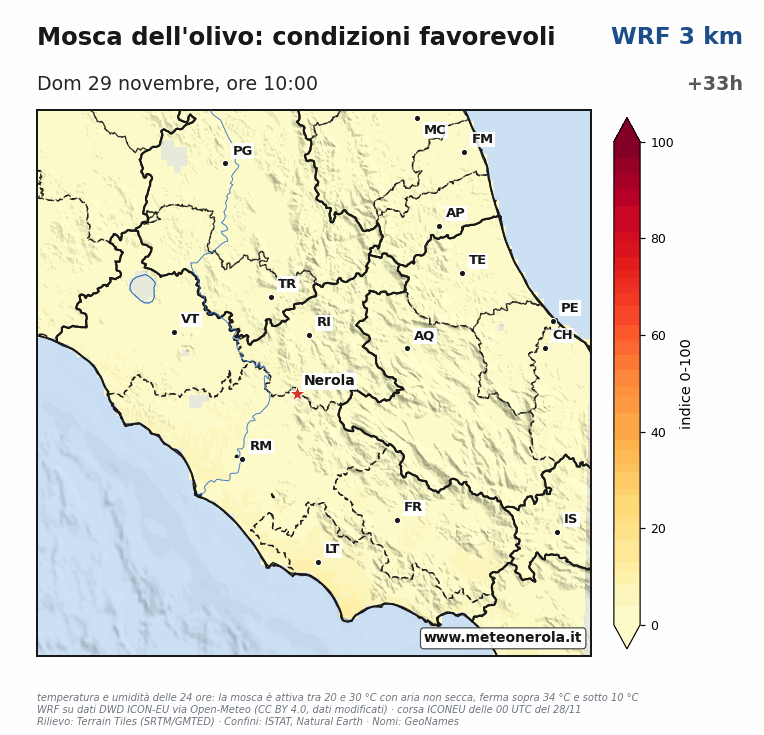 Mosca dell'olivo: condizioni favorevoli
WRF 3 km
Dom 29 novembre, ore 10:00
+33h
MC
FM
PG
AP
TE
TR
PE
VT
RI
AQ
CH
Nerola
RM
FR
IS
LT
www.meteonerola.it
100
80
60
40
20
0
indice 0-100
temperatura e umidità delle 24 ore: la mosca è attiva tra 20 e 30 °C con aria non secca, ferma sopra 34 °C e sotto 10 °C
WRF su dati DWD ICON-EU via Open-Meteo (CC BY 4.0, dati modificati) · corsa ICONEU delle 00 UTC del 28/11
Rilievo: Terrain Tiles (SRTM/GMTED) · Confini: ISTAT, Natural Earth · Nomi: GeoNames